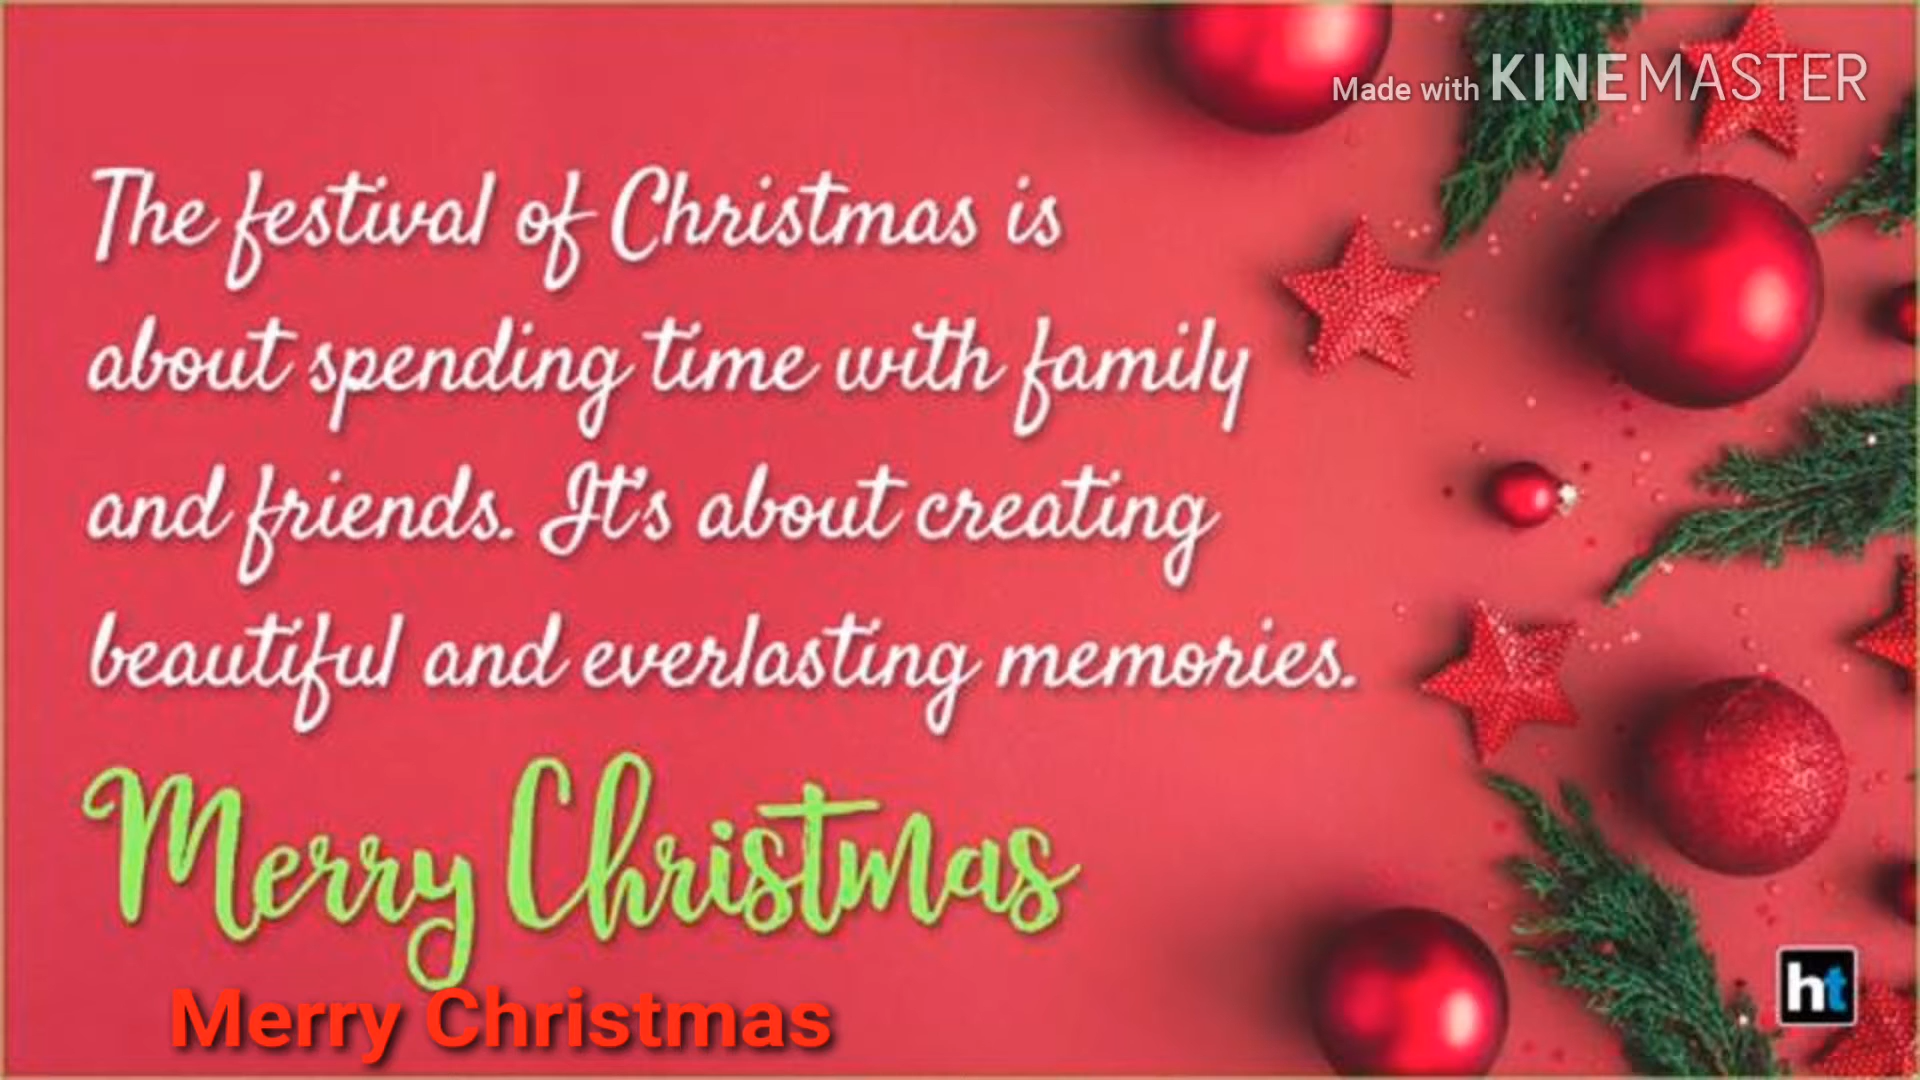 Made with KINEMASTER
The festival of Christmas is
about spending time with family
and friends. It's about creating
beautiful and everlasting memories.
Merry Christmas
Merry Christmas
ht